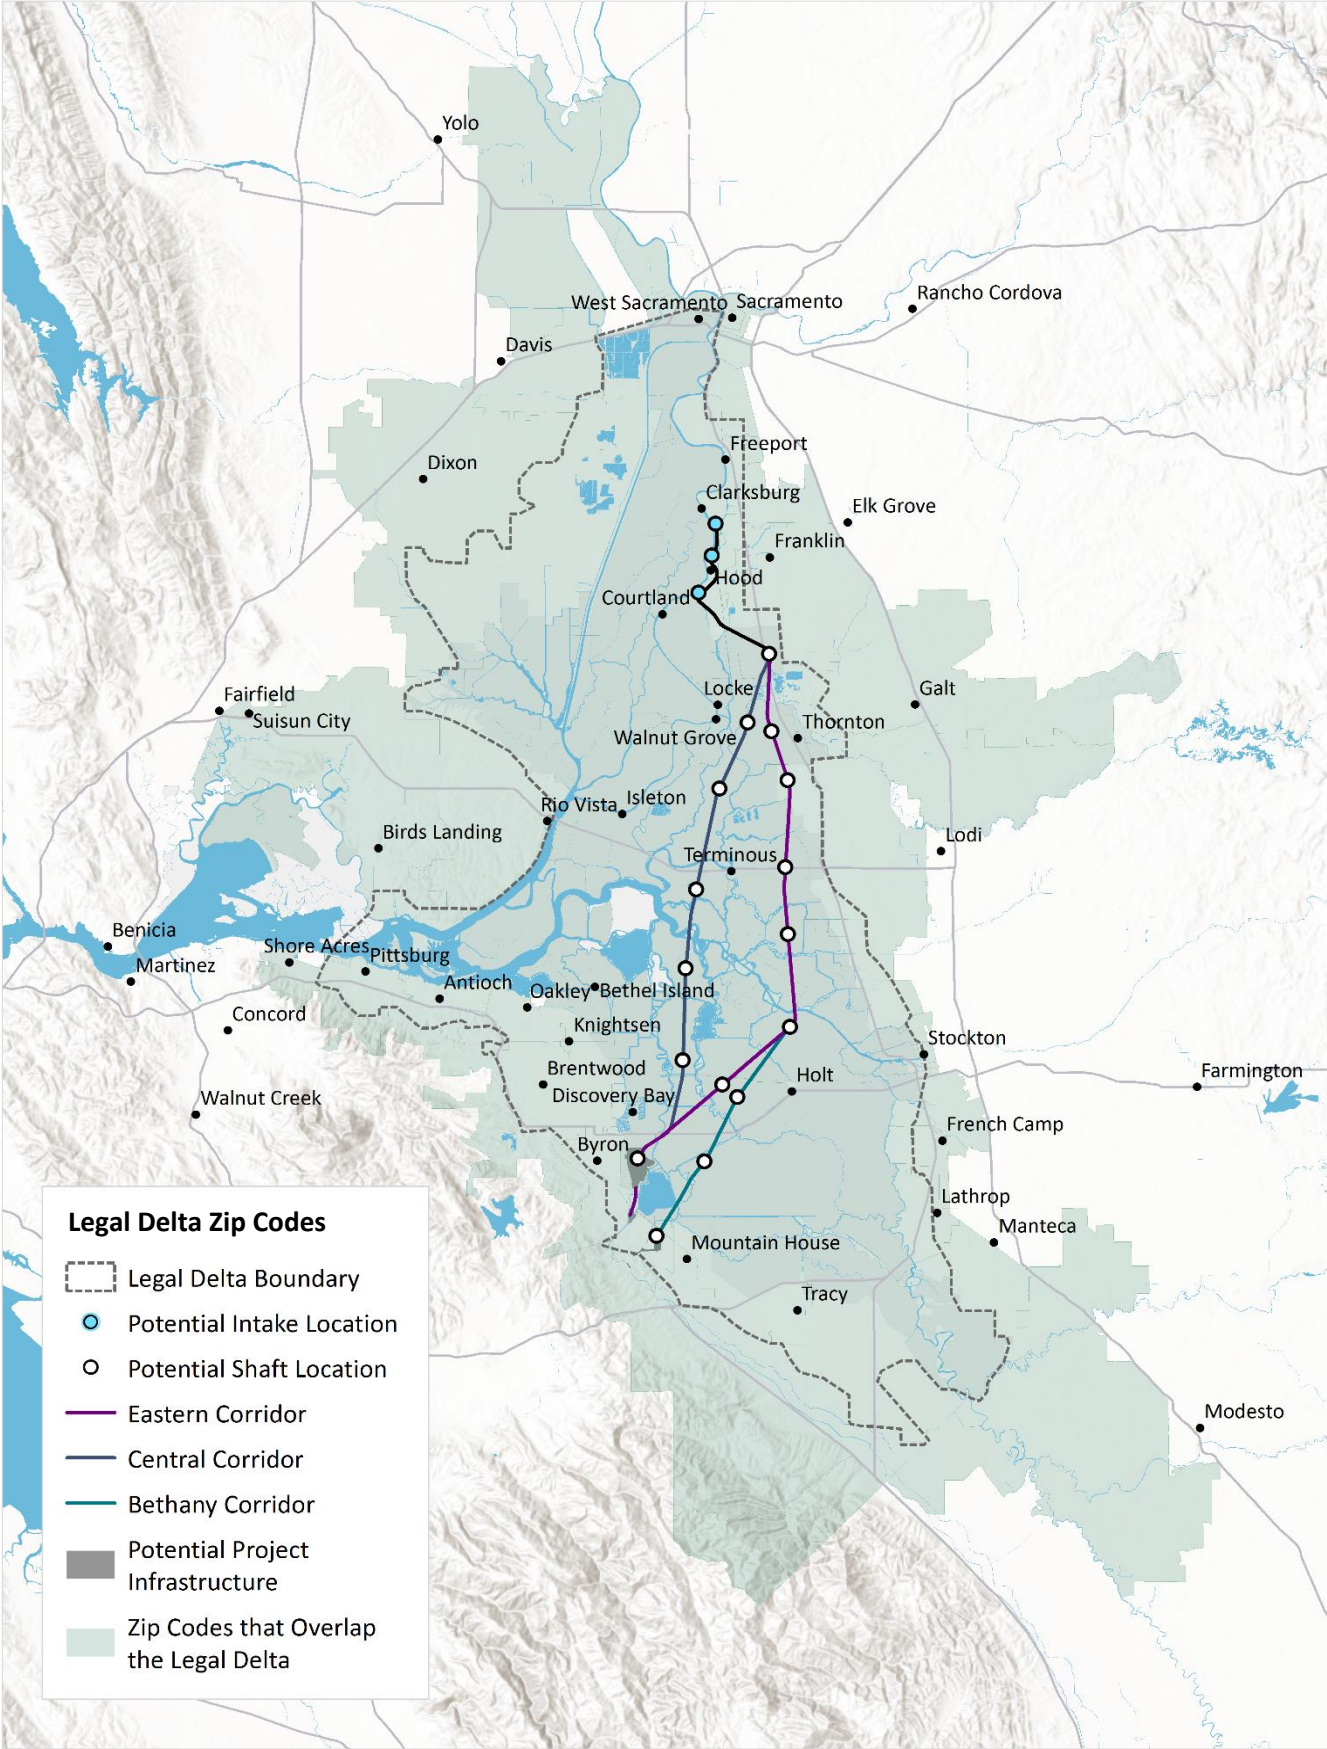 Yolo
West Sacramento
Sacramento
Rancho Cordova
Davis
Freeport
Dixon
Clarksburg
Elk Grove
Franklin
Hood
Courtland
Locke
Galt
Fairfield
Suisun City
Thornton
Walnut Grove
Rio Vista
Isleton
Birds Landing
Lodi
Terminous
Benicia
Shore Acres
Pittsburg
Martinez
Antioch
Oakley
Bethel Island
Concord
Knightsen
Stockton
Brentwood
Holt
Farmington
Walnut Creek
Discovery Bay
French Camp
Byron
Lathrop
Manteca
Mountain House
Tracy
Modesto
Legal Delta Zip Codes
Legal Delta Boundary
Potential Intake Location
Potential Shaft Location
Eastern Corridor
Central Corridor
Bethany Corridor
Potential Project
Infrastructure
Zip Codes that Overlap
the Legal Delta